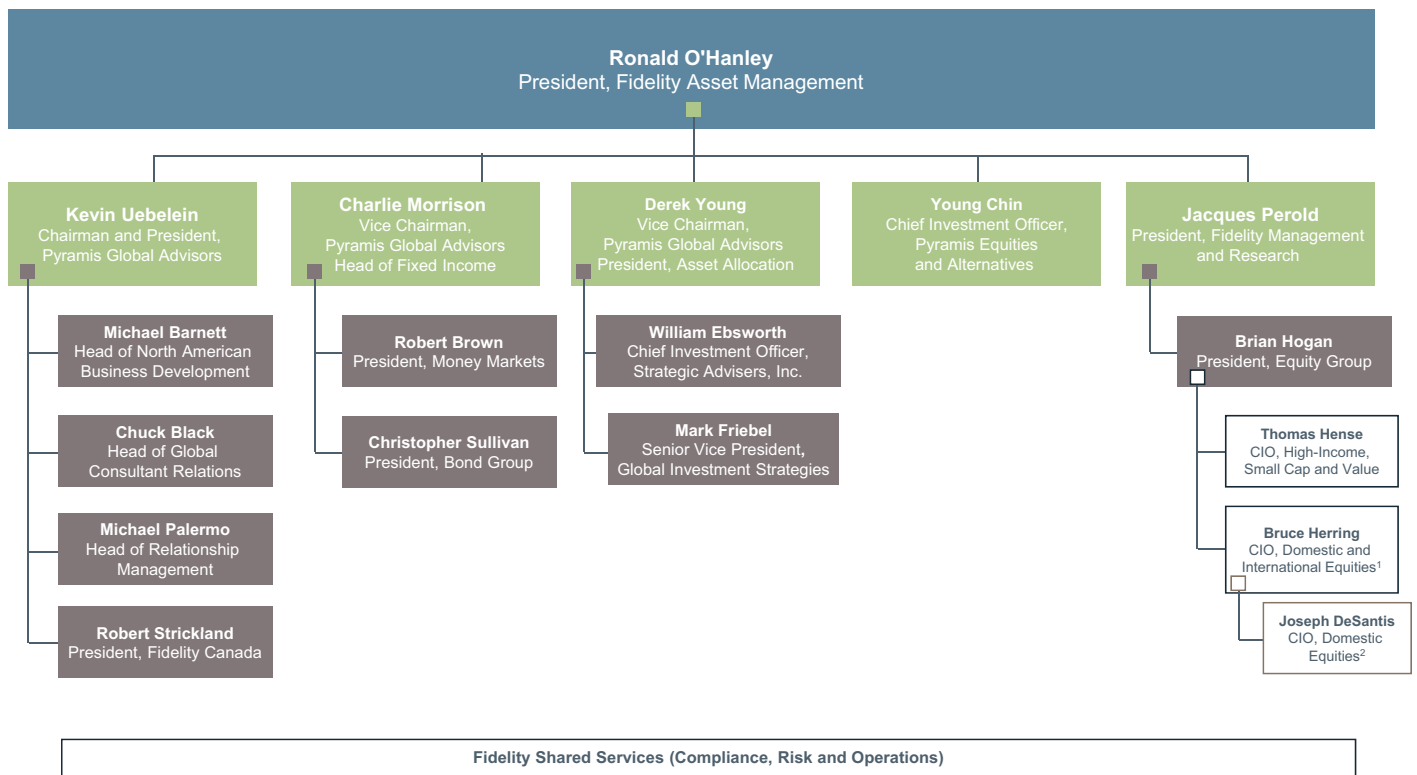 Ronald O'Hanley
President, Fidelity Asset Management
Kevin Uebelein
Chairman and President,
Pyramis Global Advisors
Charlie Morrison
Vice Chairman,
Pyramis Global Advisors
Head of Fixed Income
Derek Young
Vice Chairman,
Pyramis Global Advisors
President, Asset Allocation
Young Chin
Chief Investment Officer,
Pyramis Equities
and Alternatives
Jacques Perold
President, Fidelity Management
and Research
Michael Barnett
Head of North American
Business Development
Chuck Black
Head of Global
Consultant Relations
Michael Palermo
Head of Relationship
Management
Robert Strickland
President, Fidelity Canada
Robert Brown
President, Money Markets
Christopher Sullivan
President, Bond Group
William Ebsworth
Chief Investment Officer,
Strategic Advisers, Inc.
Mark Friebel
Senior Vice President,
Global Investment Strategies
Brian Hogan
President, Equity Group
Thomas Hense
CIO, High-Income,
Small Cap and Value
Bruce Herring
CIO, Domestic and
International Equities¹
Joseph DeSantis
CIO, Domestic
Equities²
Fidelity Shared Services (Compliance, Risk and Operations)